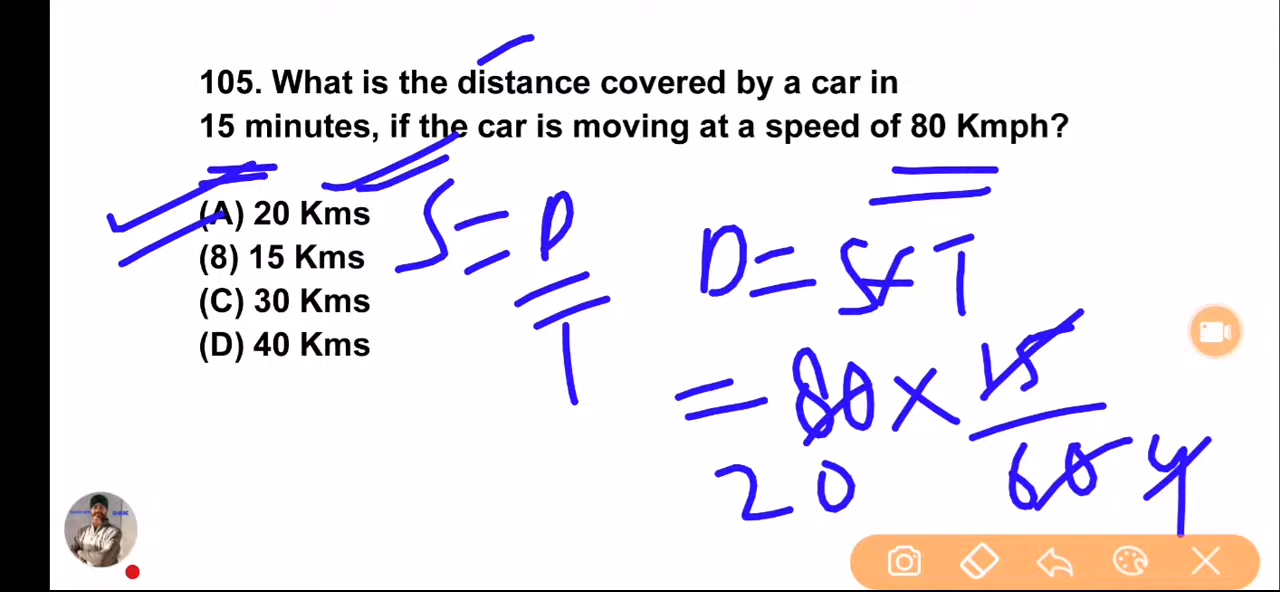 105. What is the distance covered by a car in
15 minutes, if the car is moving at a speed of 80 Kmph?
(A) 20 Kms
(8) 15 Kms
(C) 30 Kms
(D) 40 Kms
S = D
T
D = S x T
= 80 x 15
60 4
20